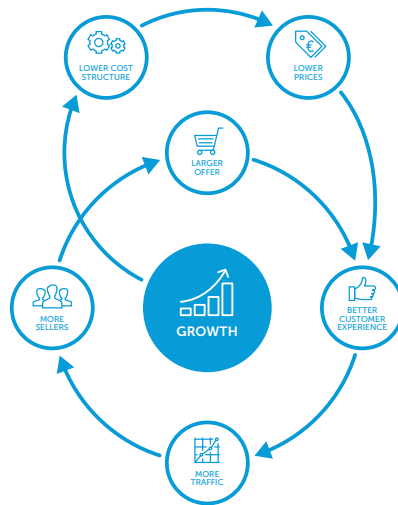 LOWER COST
STRUCTURE
€
LOWER
PRICES
LARGER
OFFER
MORE
SELLERS
GROWTH
BETTER
CUSTOMER
EXPERIENCE
MORE
TRAFFIC